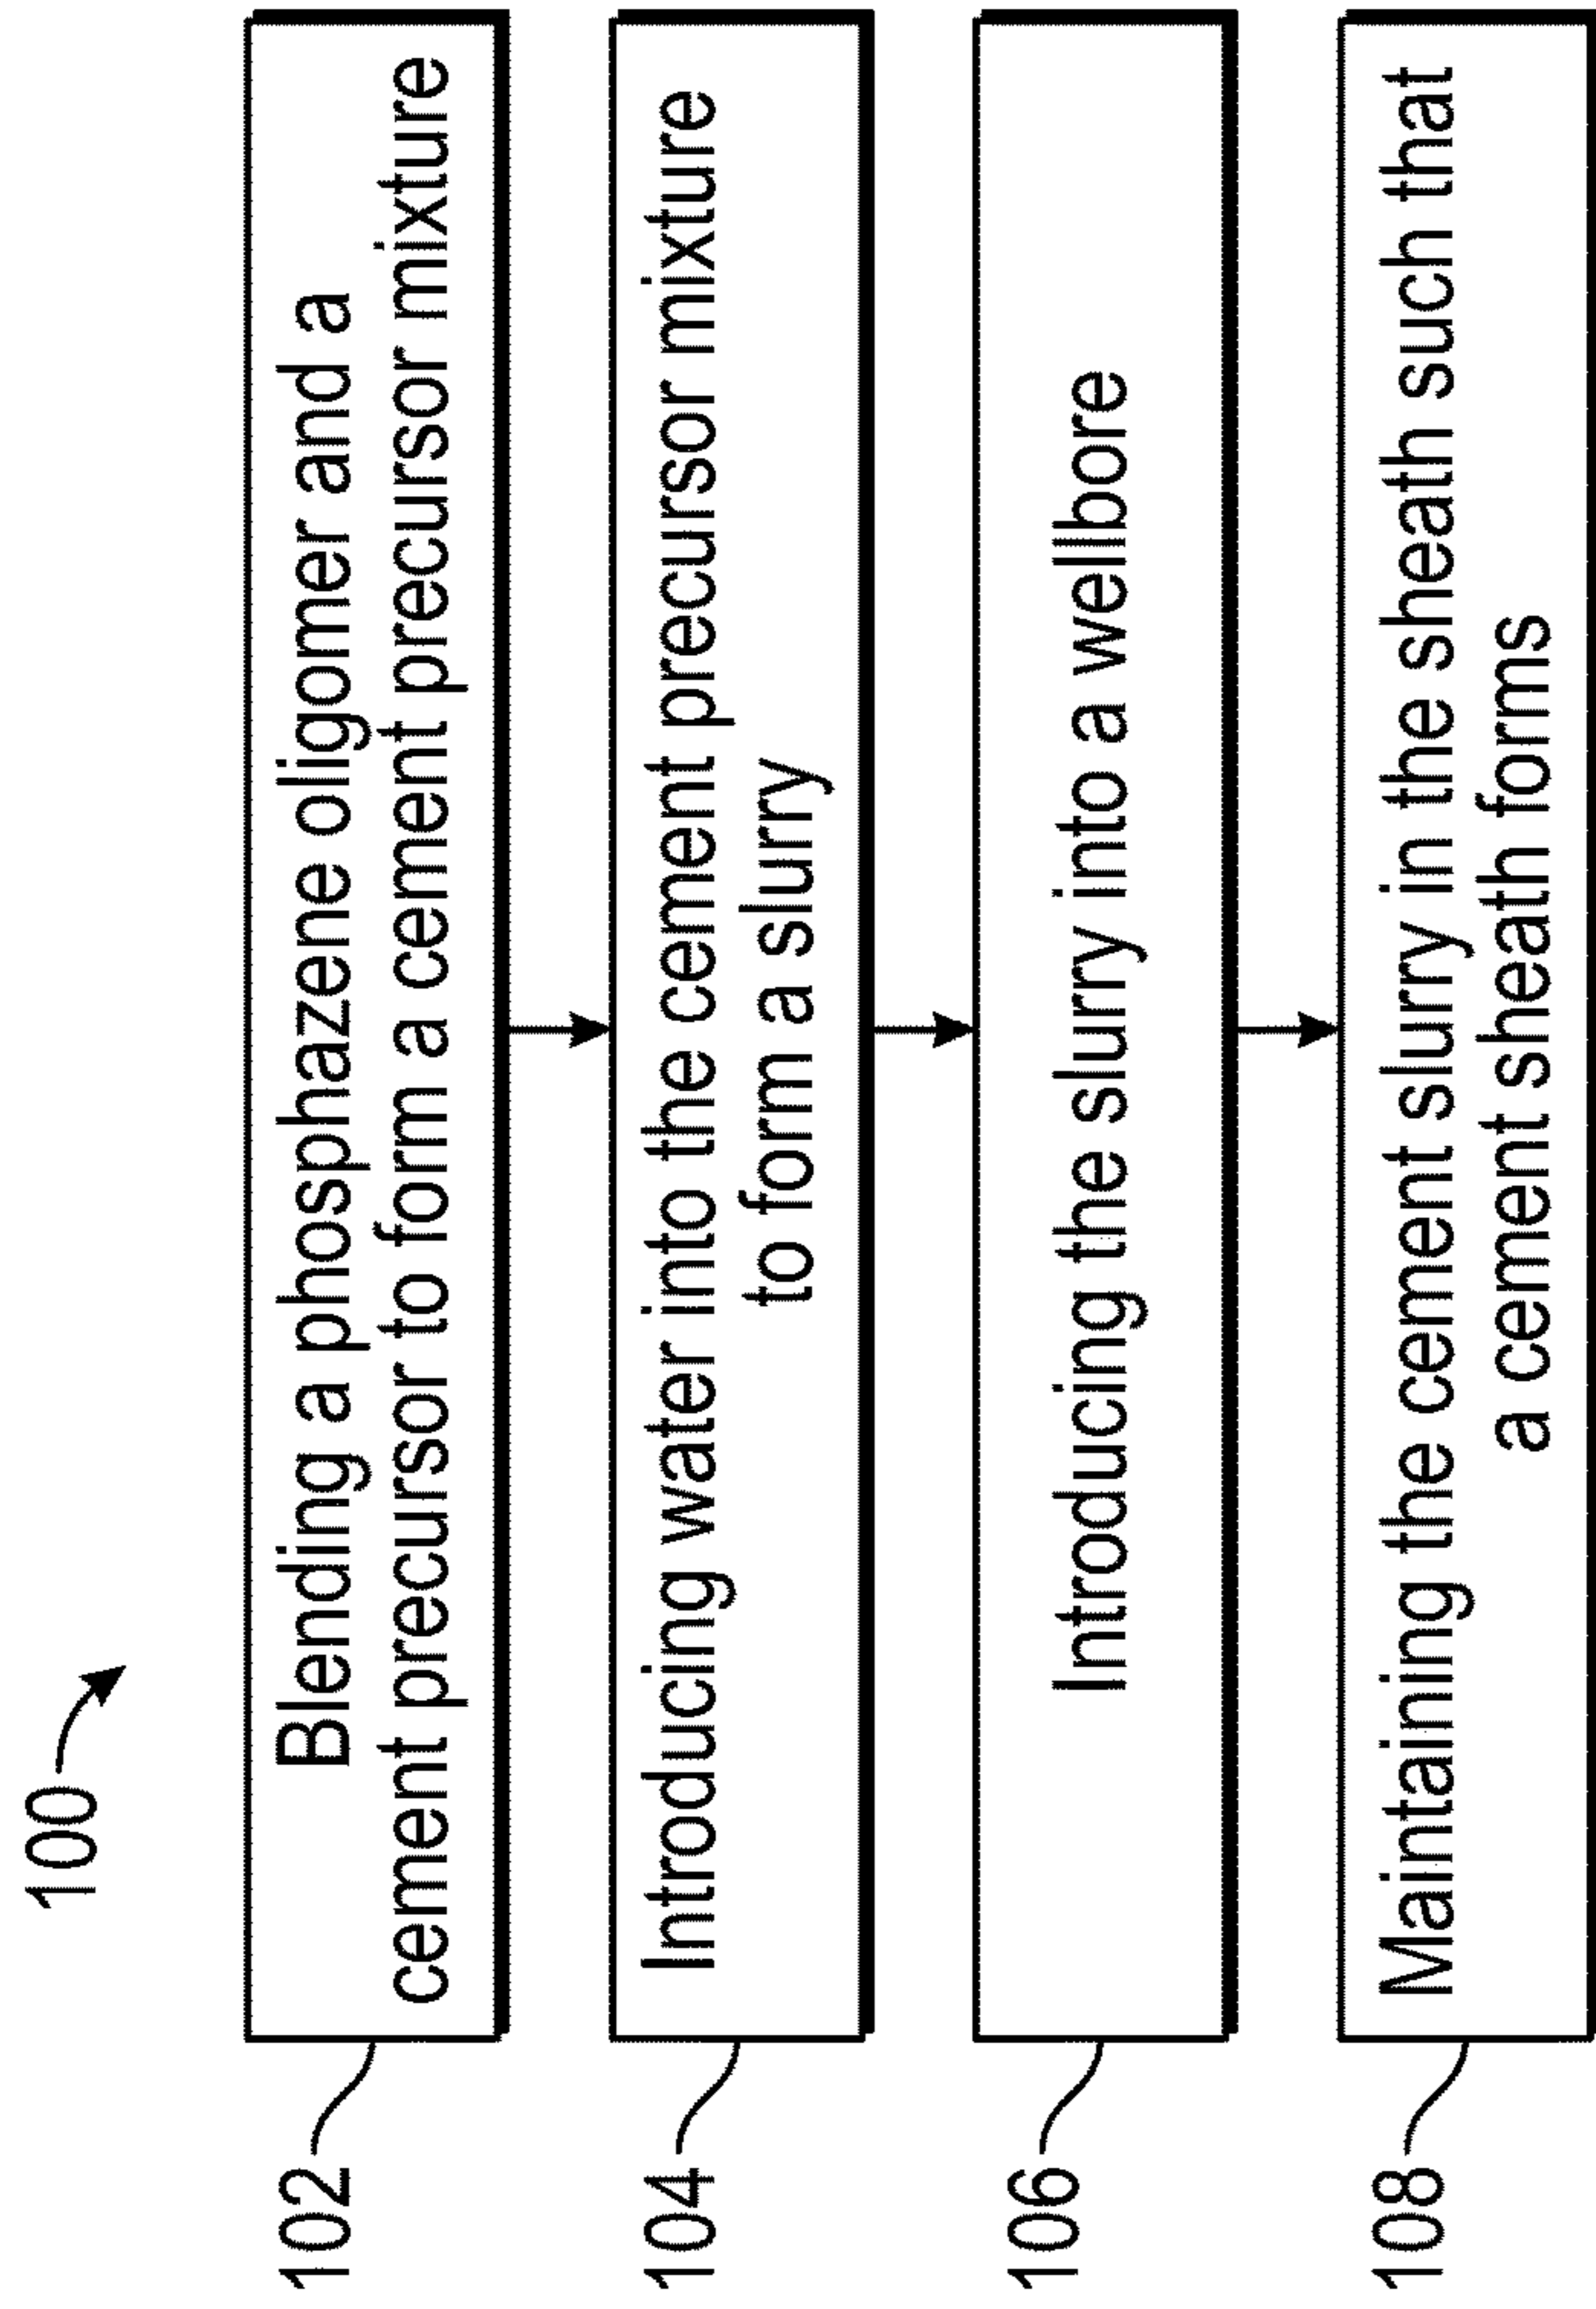 100
102
Blending a phosphazene oligomer and a
cement precursor to form a cement precursor mixture
104
Introducing water into the cement precursor mixture
to form a slurry
106
Introducing the slurry into a wellbore
108
Maintaining the cement slurry in the sheath such that
a cement sheath forms